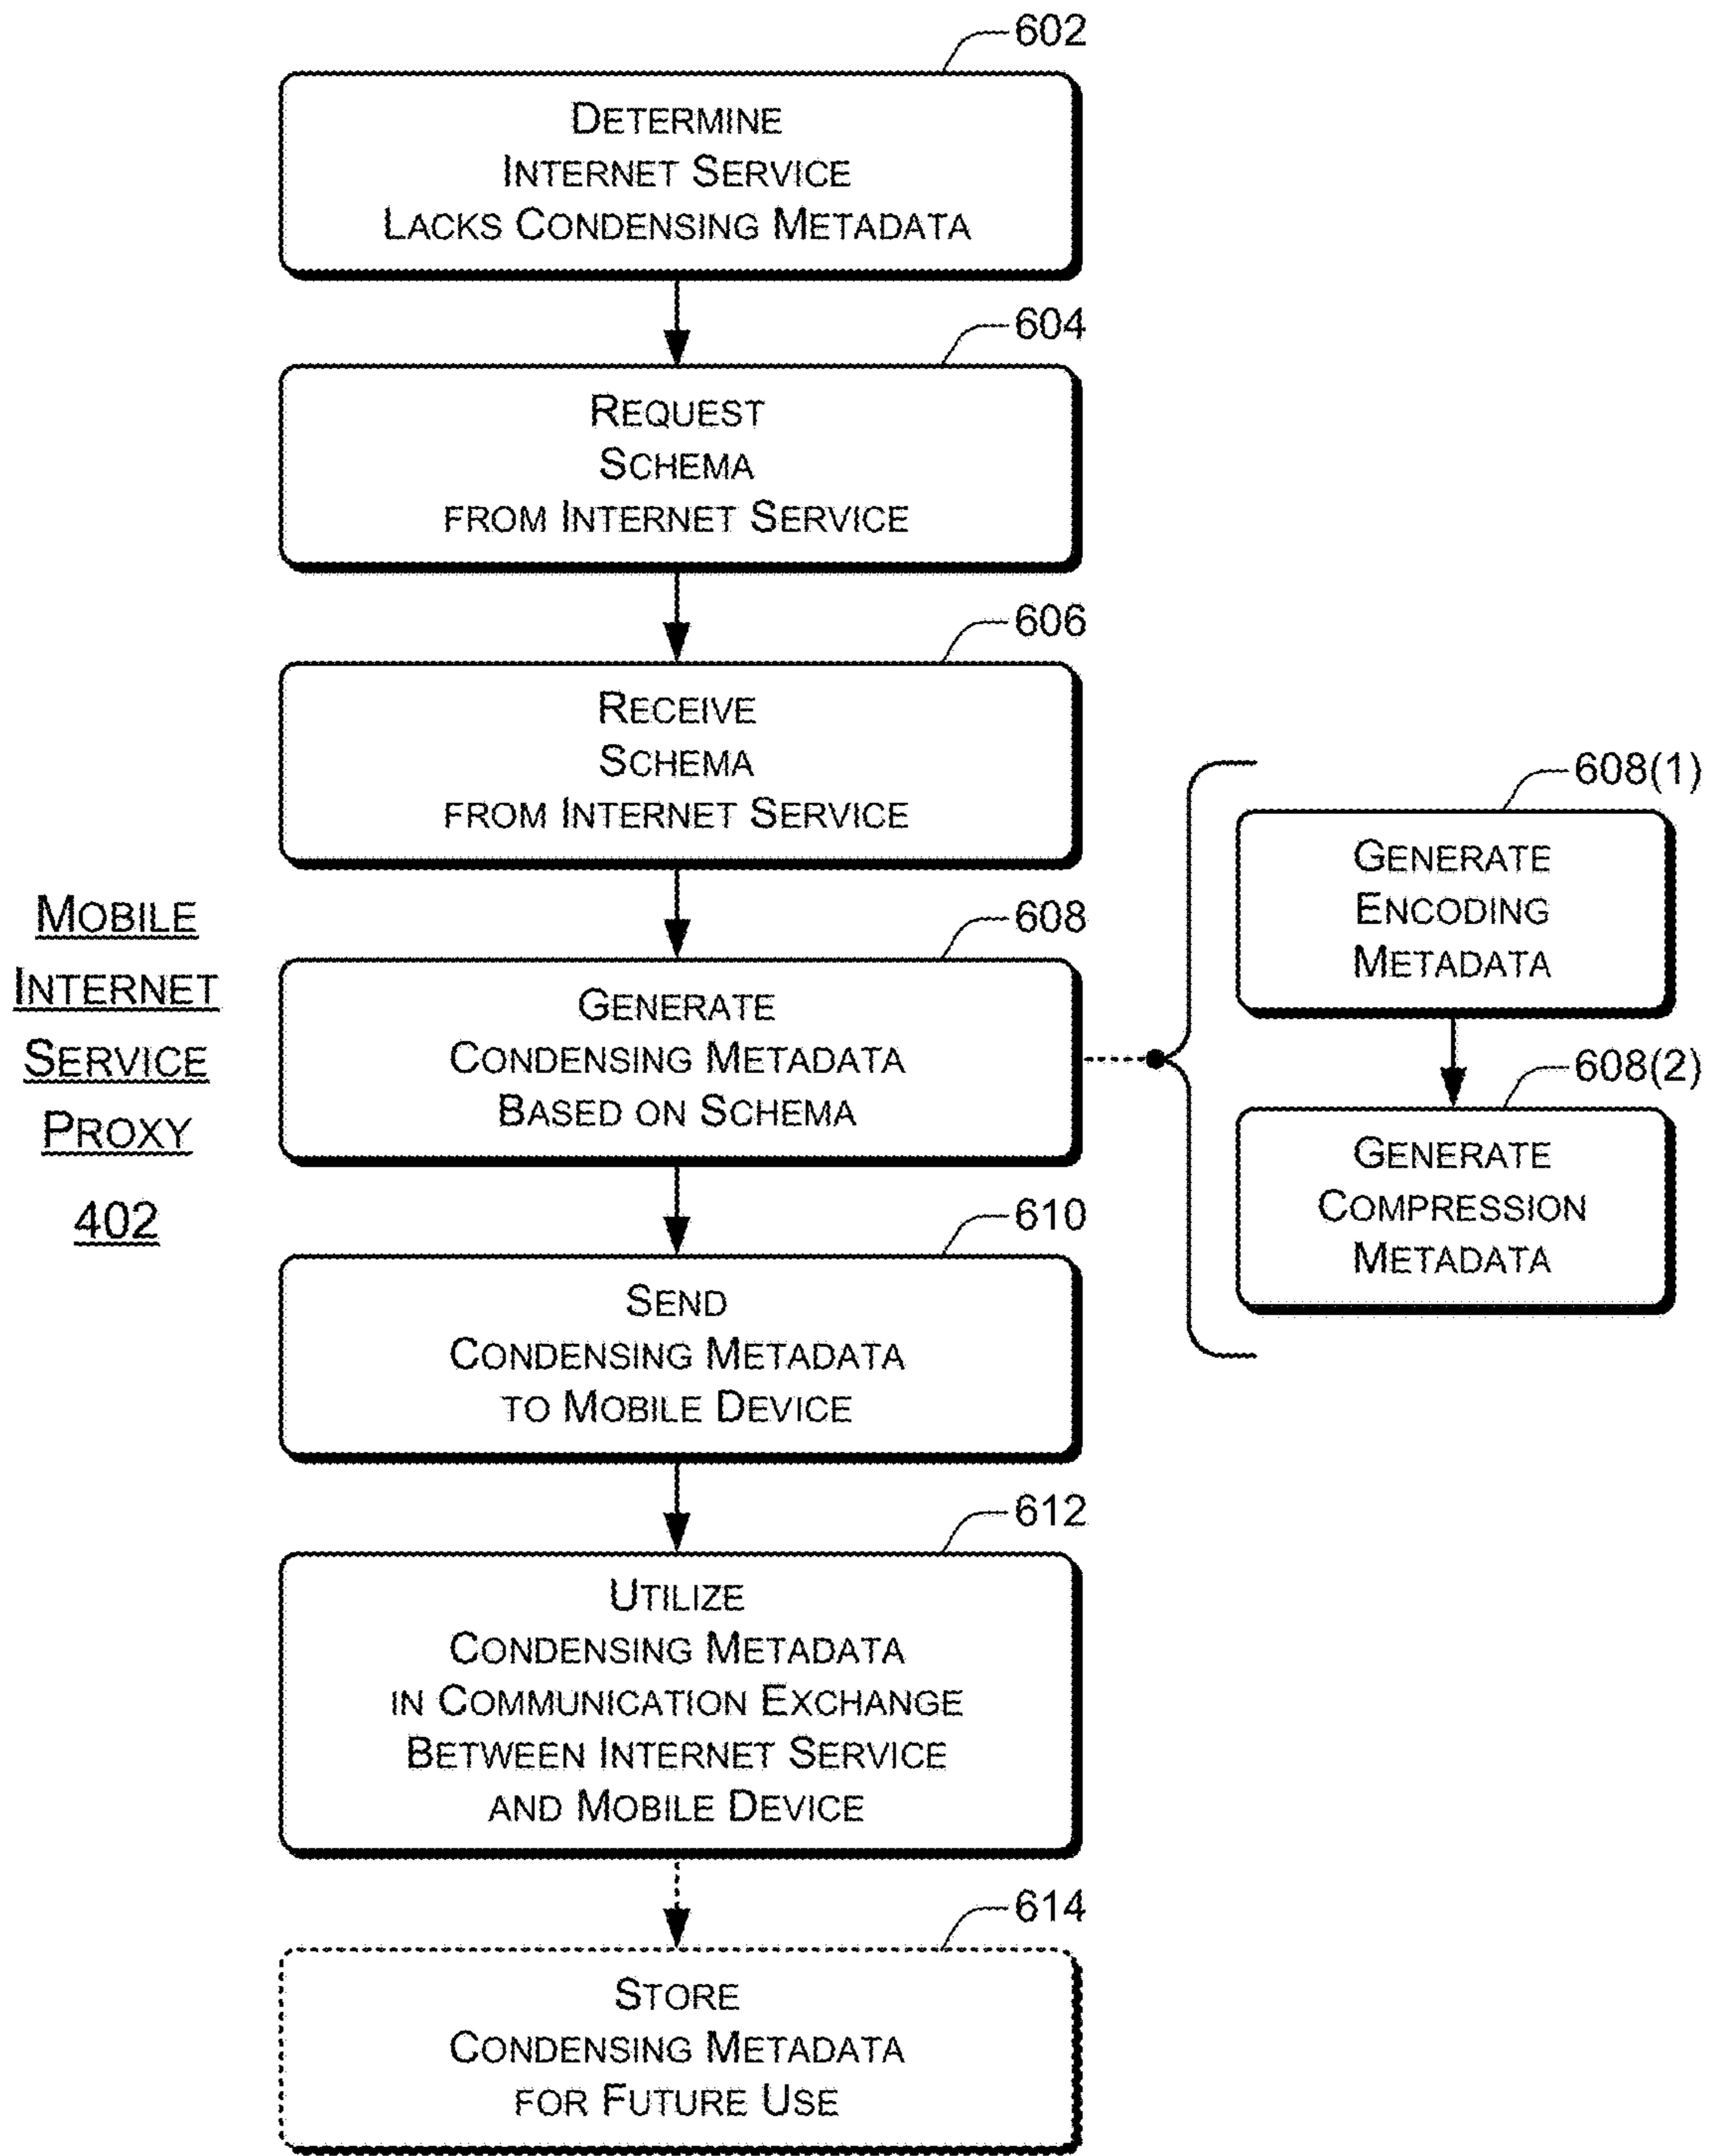 602
DETERMINE
INTERNET SERVICE
LACKS CONDENSING METADATA
604
REQUEST
SCHEMA
FROM INTERNET SERVICE
606
RECEIVE
SCHEMA
FROM INTERNET SERVICE
MOBILE
INTERNET
SERVICE
PROXY
402
608
GENERATE
CONDENSING METADATA
BASED ON SCHEMA
608(1)
GENERATE
ENCODING
METADATA
608(2)
GENERATE
COMPRESSION
METADATA
610
SEND
CONDENSING METADATA
TO MOBILE DEVICE
612
UTILIZE
CONDENSING METADATA
IN COMMUNICATION EXCHANGE
BETWEEN INTERNET SERVICE
AND MOBILE DEVICE
614
STORE
CONDENSING METADATA
FOR FUTURE USE